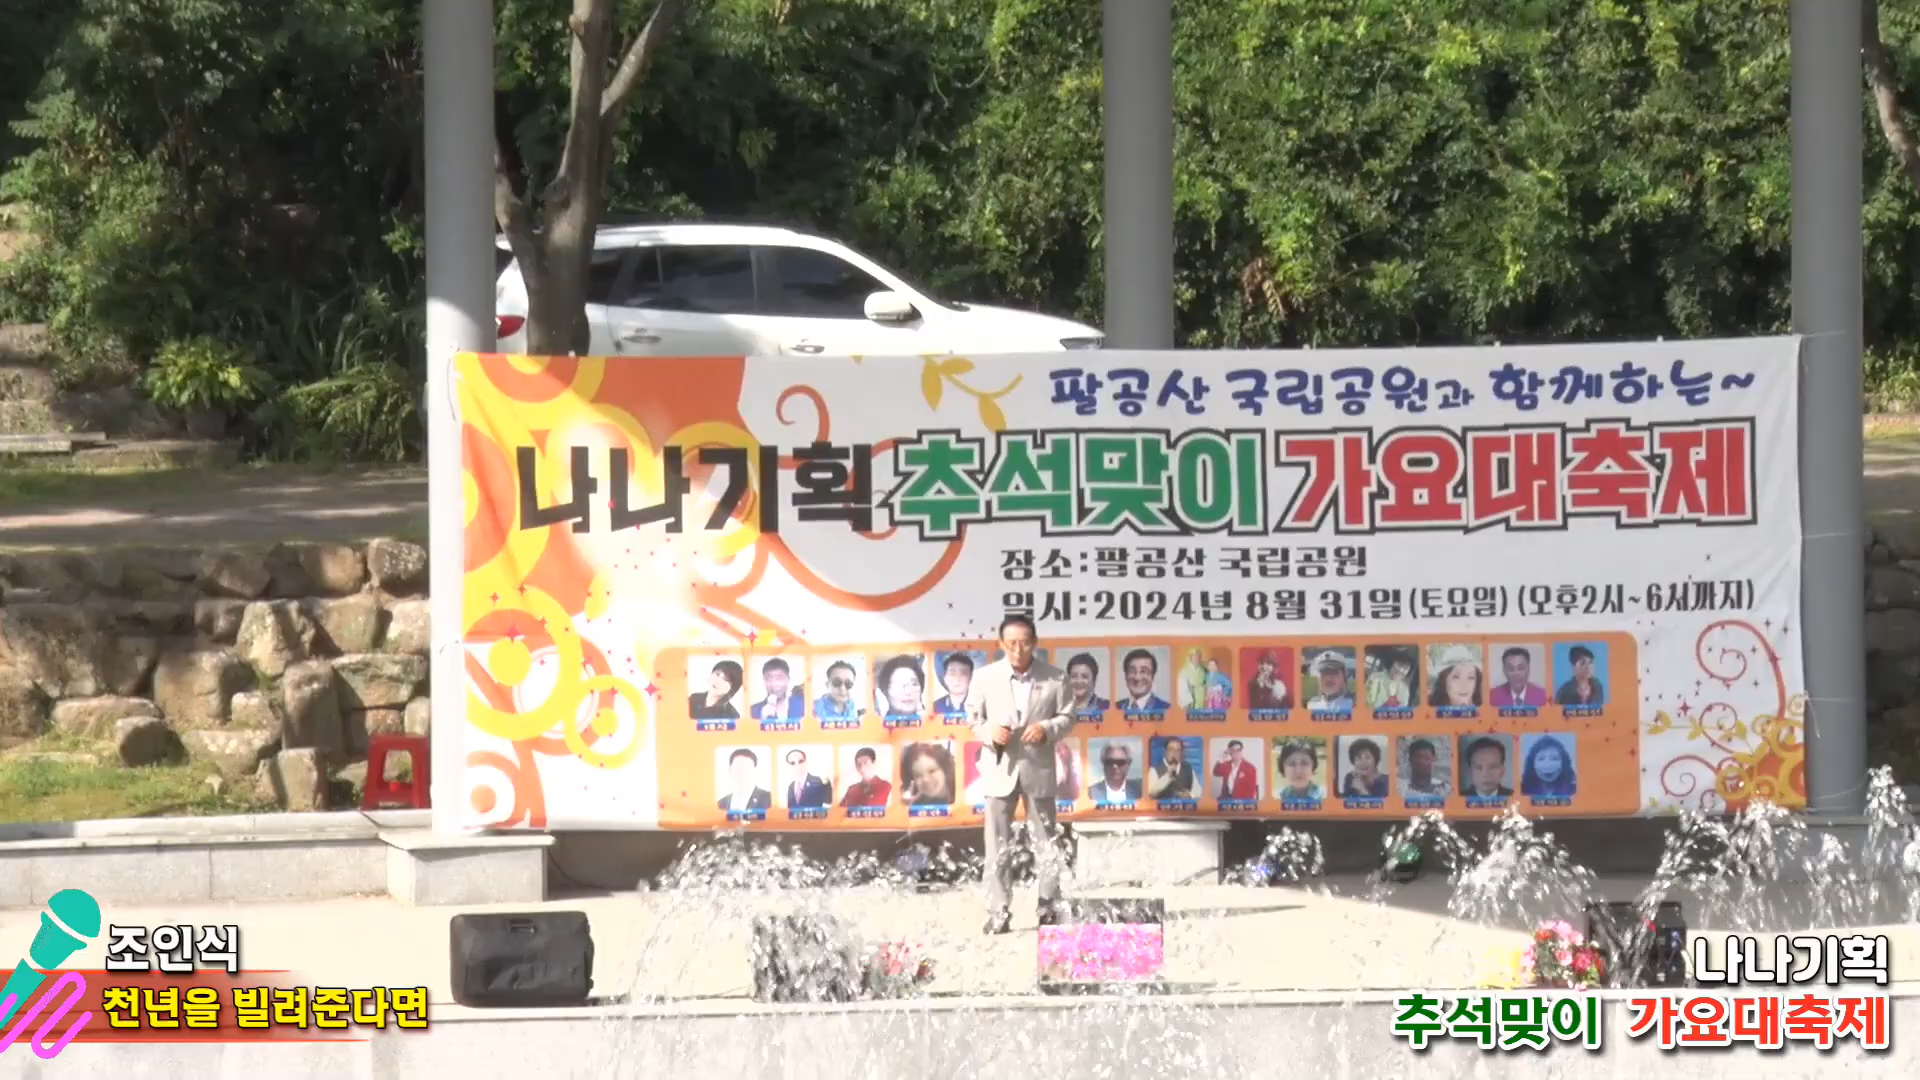 팔공산 국립공원과 함께하는~
나나기획 추석맞이 가요대축제
장소:팔공산 국립공원
일시:2024년 8월 31일(토요일) (오후2시~6시까지)
조인식
천년을 빌려준다면
나나기획
추석맞이 가요대축제